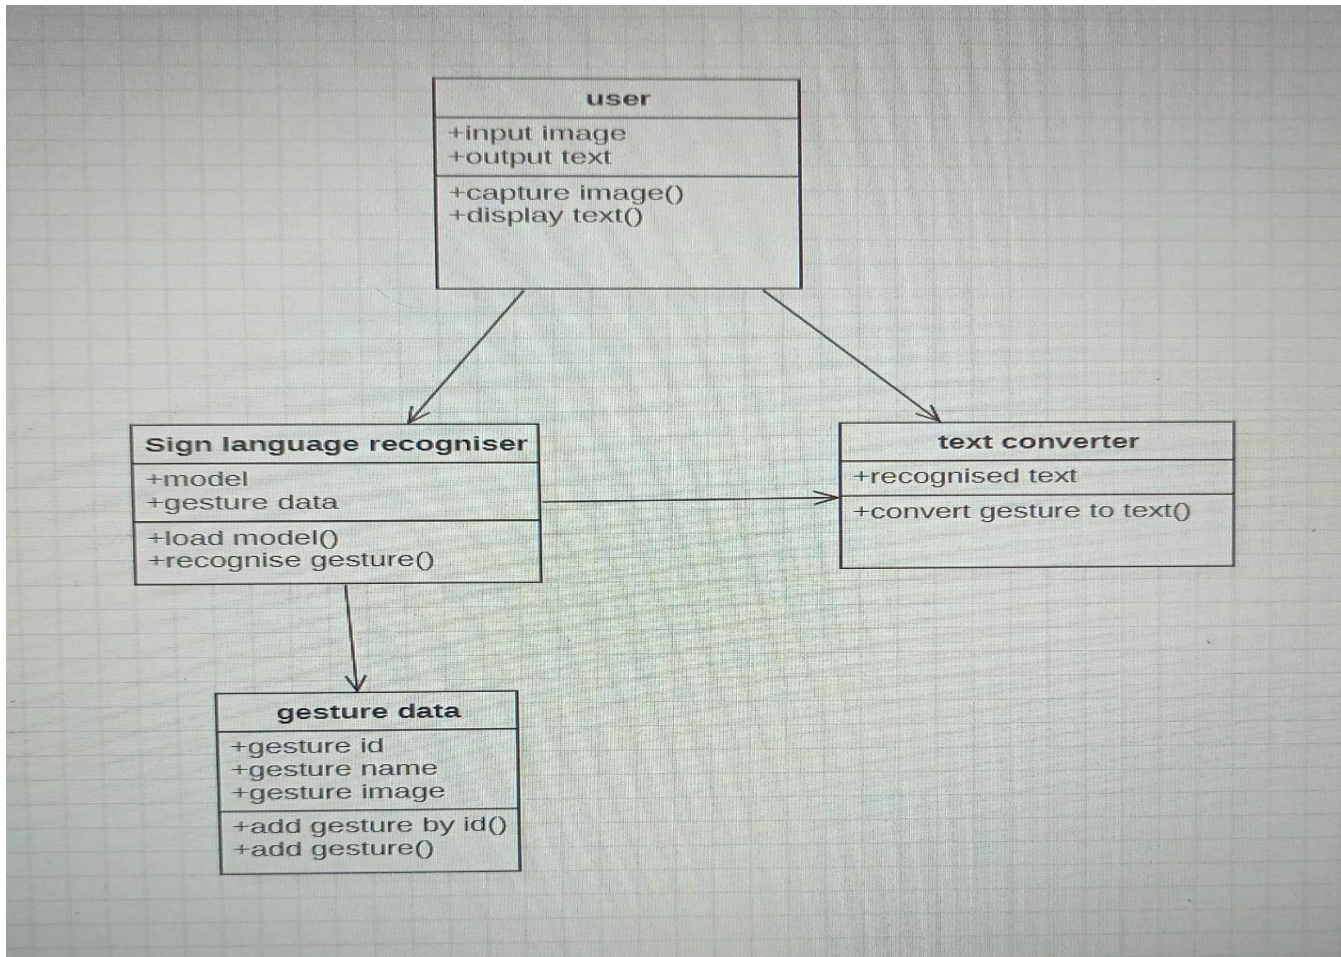 user
+input image
+output text
+capture image()
+display text()
Sign language recogniser
+model
+gesture data
+load model()
+recognise gesture()
text converter
+recognised text
+convert gesture to text()
gesture data
+gesture id
+gesture name
+gesture image
+add gesture by id()
+add gesture()